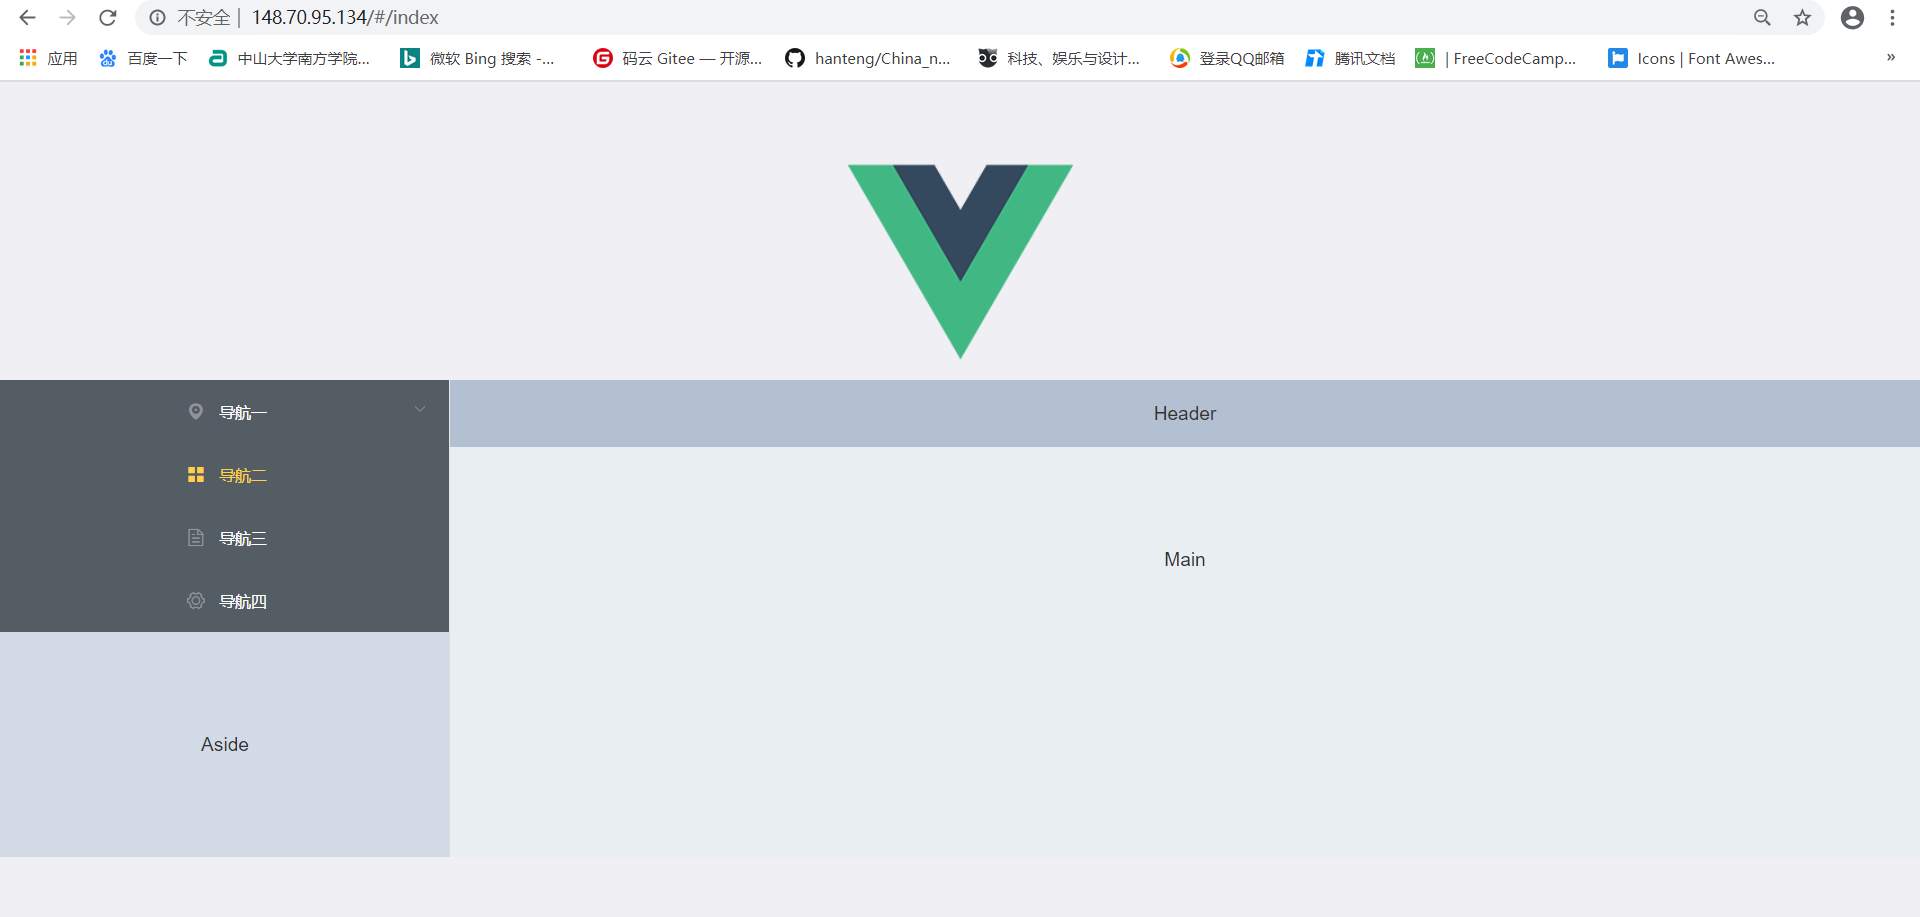 不安全 | 148.70.95.134/#/index
应用 百度一下 中山大学南方学院... 微软 Bing 搜索 -... 码云 Gitee — 开源... hanteng/China_n... 科技、娱乐与设计... 登录QQ邮箱 腾讯文档 | FreeCodeCamp... Icons | Font Awes... »
导航一
Header
导航二
导航三
Main
导航四
Aside